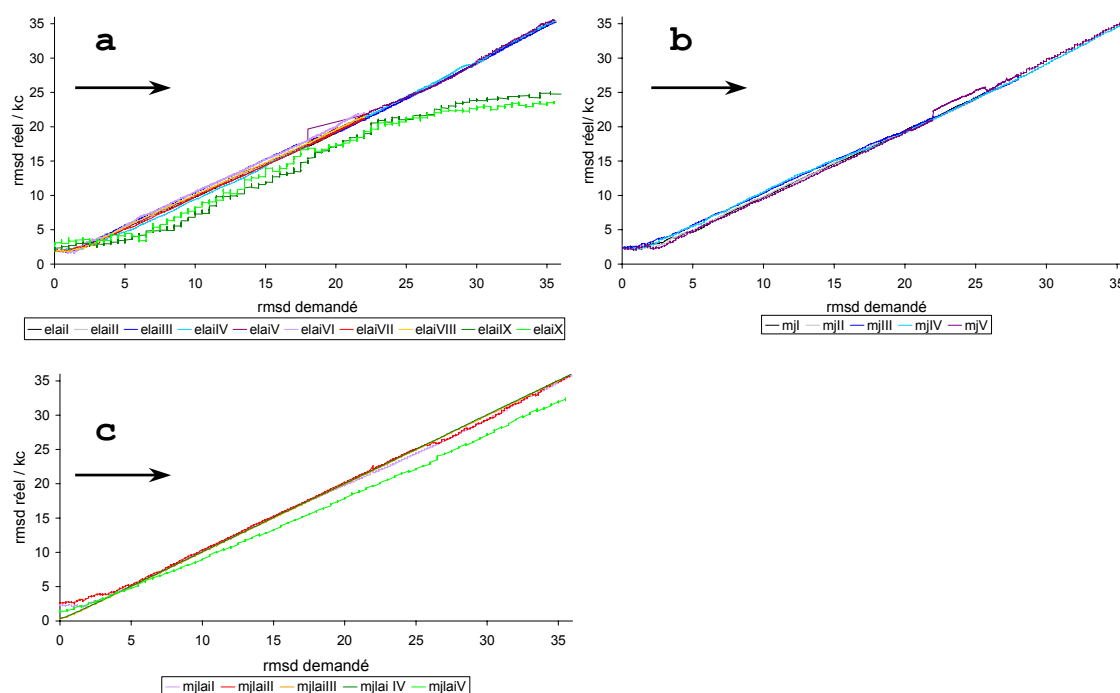 a
rmsd réel / kc
35
30
25
20
15
10
5
0
0 5 10 15 20 25 30 35
rmsd demandé
elaiI elaiII elaiIII elaiIV elaiV elaiVI elaiVII elaiVIII elaiIX elaiX
b
rmsd réel / kc
35
30
25
20
15
10
5
0
0 5 10 15 20 25 30 35
rmsd demandé
mjI mjII mjIII mjIV mjV
c
rmsd réel / kc
35
30
25
20
15
10
5
0
0 5 10 15 20 25 30 35
rmsd demandé
mjlaiI mjlaiII mjlaiIII mjlai IV mjlaiV